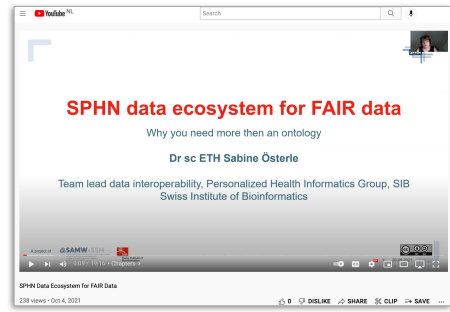 YouTube NL
Search
SPHN data ecosystem for FAIR data
Why you need more then an ontology
Dr sc ETH Sabine Österle
Team lead data interoperability, Personalized Health Informatics Group, SIB
Swiss Institute of Bioinformatics
a project of SAMW
0:09 / 19:16 • Chapters >
SPHN Data Ecosystem for FAIR Data
238 views • Oct 4, 2021
0 DISLIKE SHARE CLIP SAVE ...